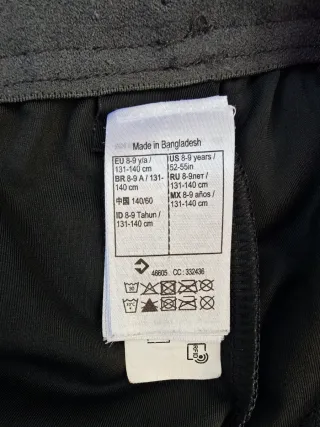 Made in Bangladesh
EU 8-9 y/a /
131-140 cm
BR 8-9 A / 131-
140 cm
中国 140/60
ID 8-9 Tahun /
131-140 cm
US 8-9 years /
52-55in
RU 8-9лет /
131-140 cm
MX 8-9 años /
131-140 cm
46605 CC: 332436
30